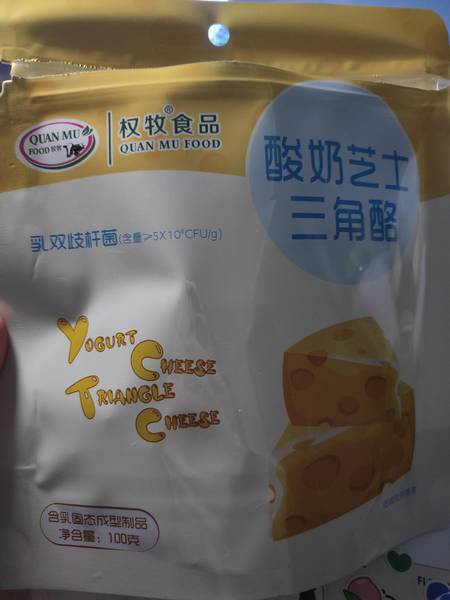 QUAN MU
FOOD 权牧
权牧食品®
QUAN MU FOOD
酸奶芝士
三角酪
乳双歧杆菌(含量≥5X10⁶CFU/g)
YOGURT
CHEESE
TRIANGLE
CHEESE
含乳固态成型制品
净含量：100克